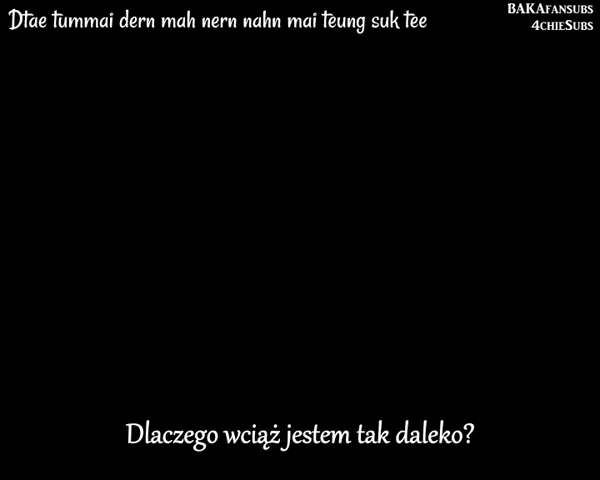 Dtae tummai dern mah nern nahn mai teung suk tee
BAKAfansubs
4chieSubs
Dlaczego wciąż jestem tak daleko?